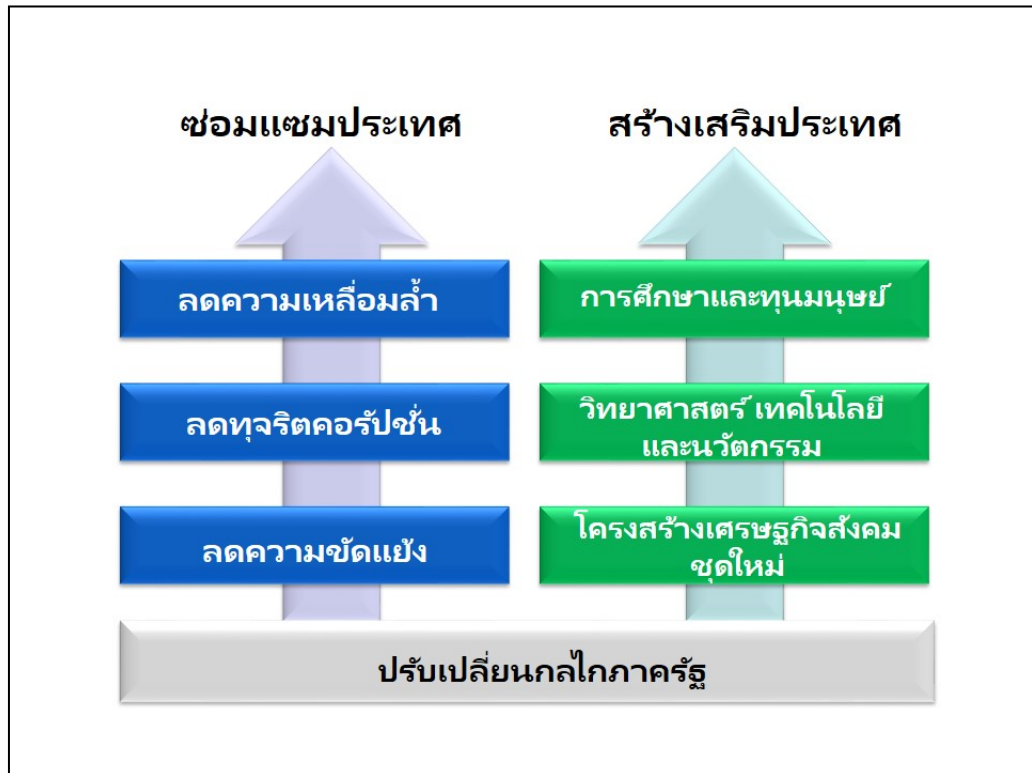 ซ่อมแซมประเทศ
ลดความเหลื่อมล้ำ
ลดทุจริตคอรัปชั่น
ลดความขัดแย้ง
สร้างเสริมประเทศ
การศึกษาและทุนมนุษย์
วิทยาศาสตร์ เทคโนโลยี
และนวัตกรรม
โครงสร้างเศรษฐกิจสังคม
ชุดใหม่
ปรับเปลี่ยนกลไกภาครัฐ